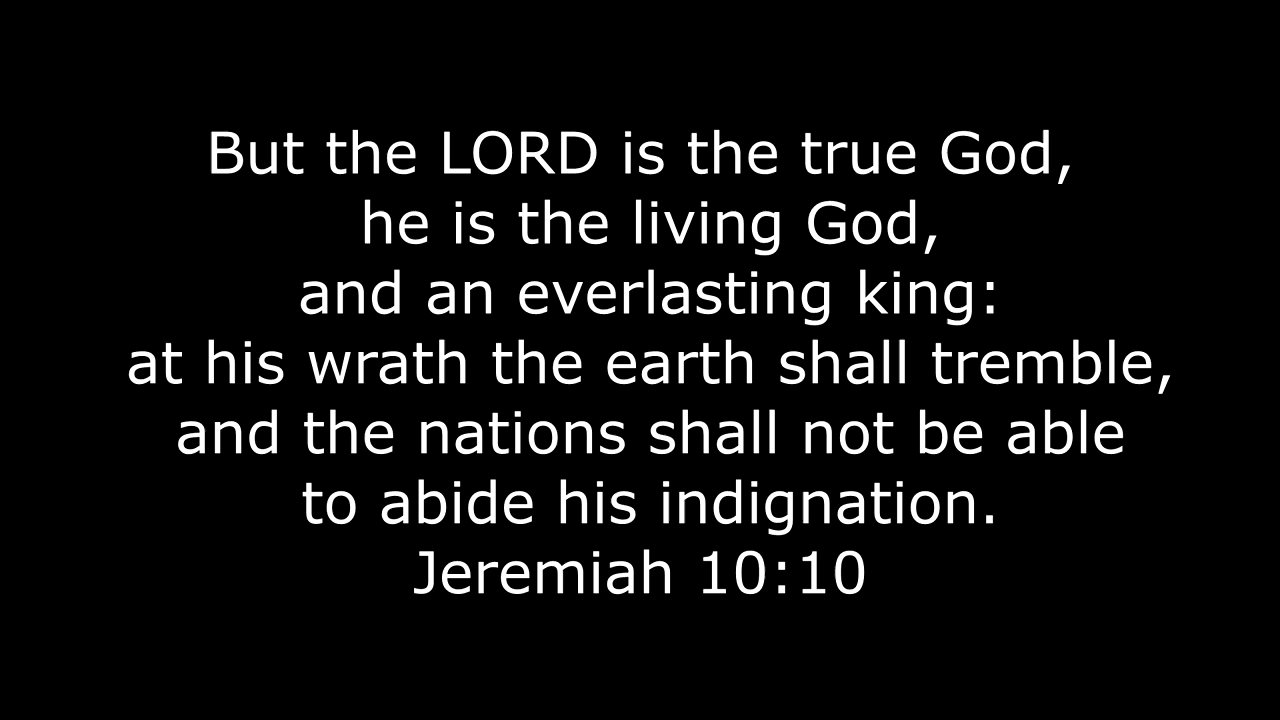 But the LORD is the true God,
he is the living God,
and an everlasting king:
at his wrath the earth shall tremble,
and the nations shall not be able
to abide his indignation.
Jeremiah 10:10